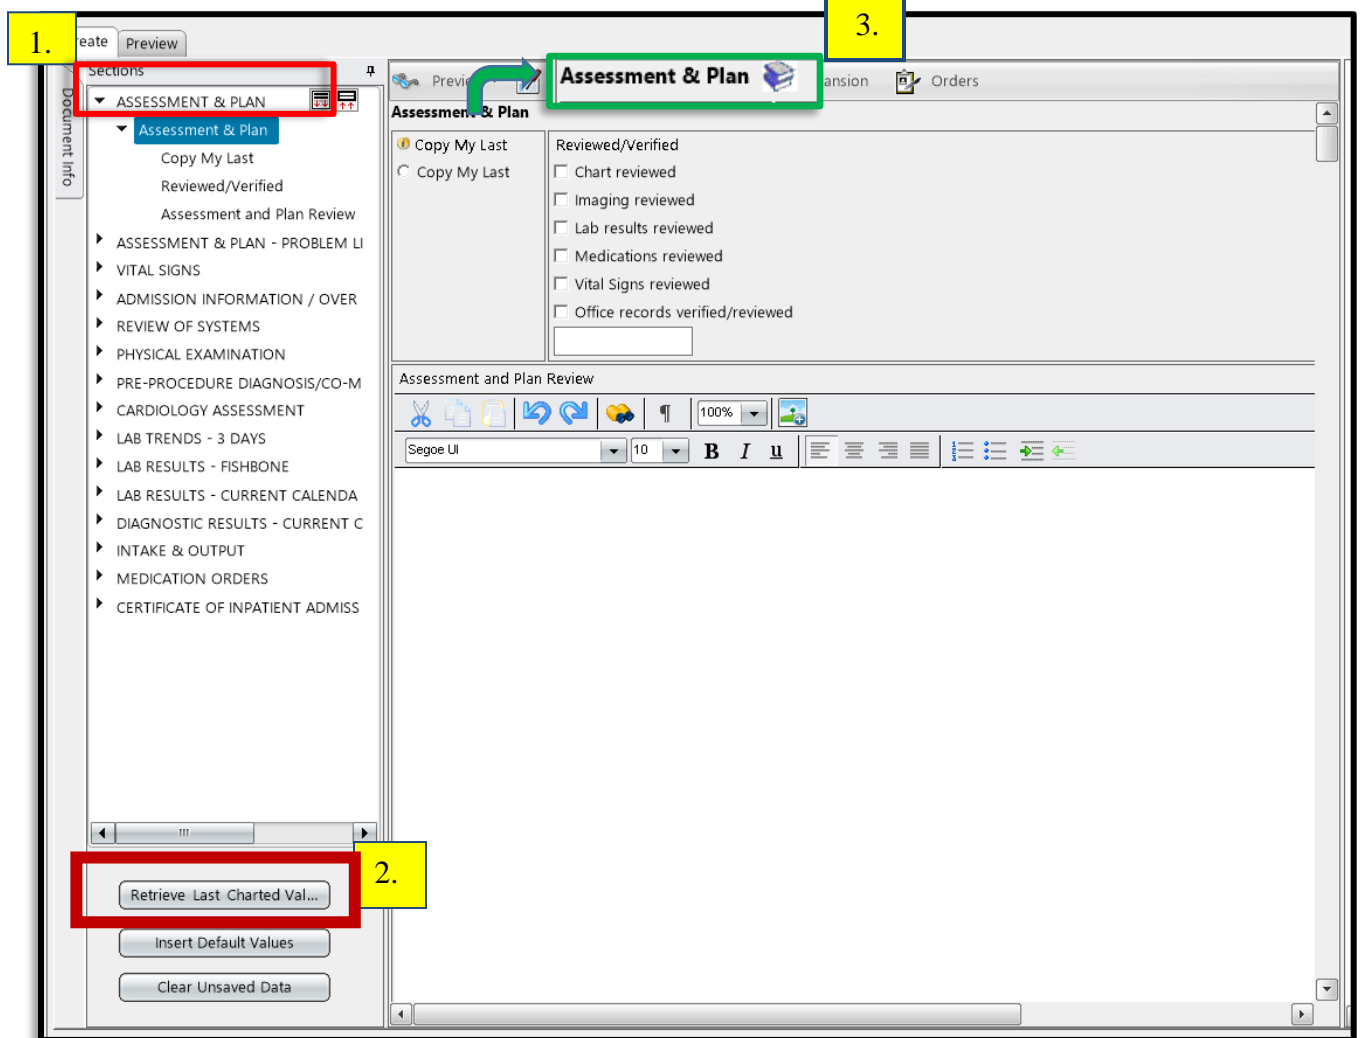 1.
3.
eate Preview
Sections
Document Info
ASSESSMENT & PLAN
Assessment & Plan
Copy My Last
Reviewed/Verified
Assessment and Plan Review
ASSESSMENT & PLAN - PROBLEM LI
VITAL SIGNS
ADMISSION INFORMATION / OVER
REVIEW OF SYSTEMS
PHYSICAL EXAMINATION
PRE-PROCEDURE DIAGNOSIS/CO-M
CARDIOLOGY ASSESSMENT
LAB TRENDS - 3 DAYS
LAB RESULTS - FISHBONE
LAB RESULTS - CURRENT CALENDA
DIAGNOSTIC RESULTS - CURRENT C
INTAKE & OUTPUT
MEDICATION ORDERS
CERTIFICATE OF INPATIENT ADMISS
2.
Retrieve Last Charted Val...
Insert Default Values
Clear Unsaved Data
Previe Assessment & Plan ansion Orders
Assessment & Plan
Copy My Last
Copy My Last
Reviewed/Verified
Chart reviewed
Imaging reviewed
Lab results reviewed
Medications reviewed
Vital Signs reviewed
Office records verified/reviewed
Assessment and Plan Review
100%
Segoe UI 10 B I u